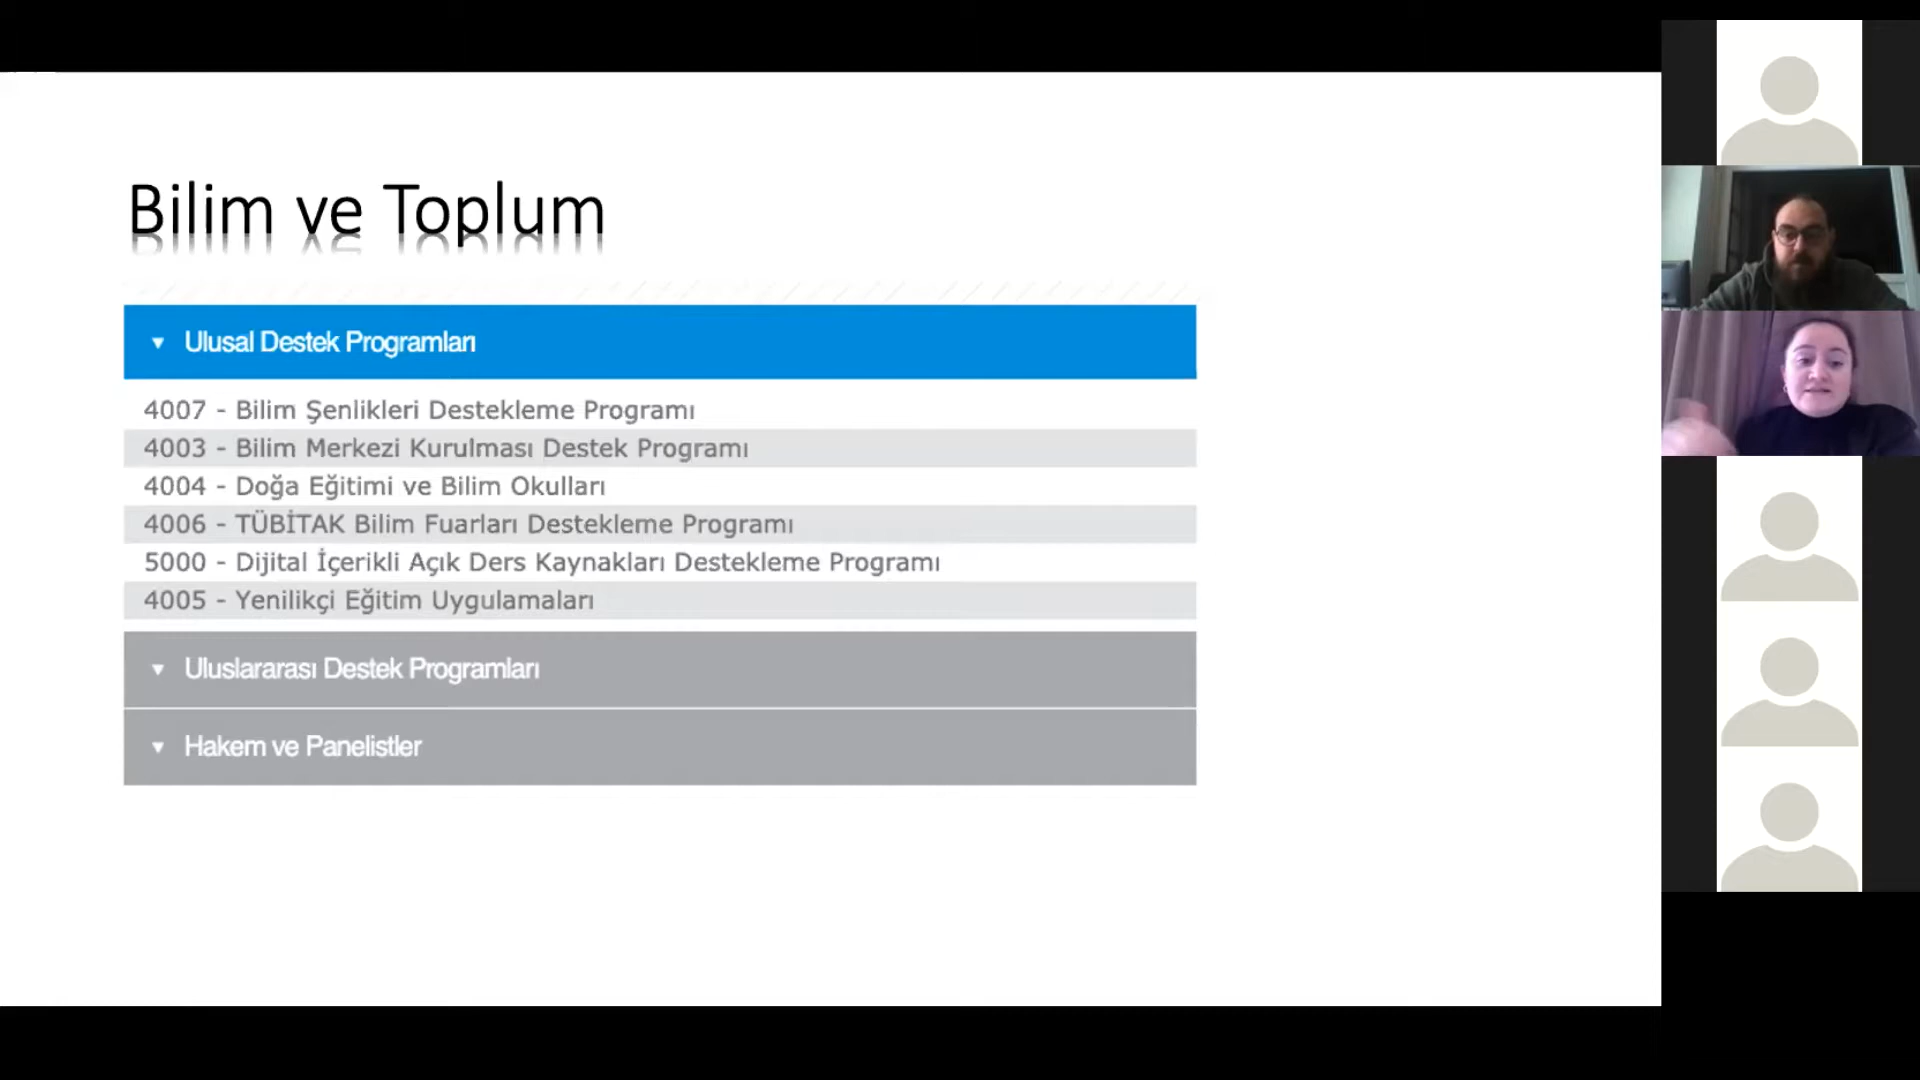 Bilim ve Toplum
Ulusal Destek Programları
4007 - Bilim Şenlikleri Destekleme Programı
4003 - Bilim Merkezi Kurulması Destek Programı
4004 - Doğa Eğitimi ve Bilim Okulları
4006 - TÜBİTAK Bilim Fuarları Destekleme Programı
5000 - Dijital İçerikli Açık Ders Kaynakları Destekleme Programı
4005 - Yenilikçi Eğitim Uygulamaları
Uluslararası Destek Programları
Hakem ve Panelistler